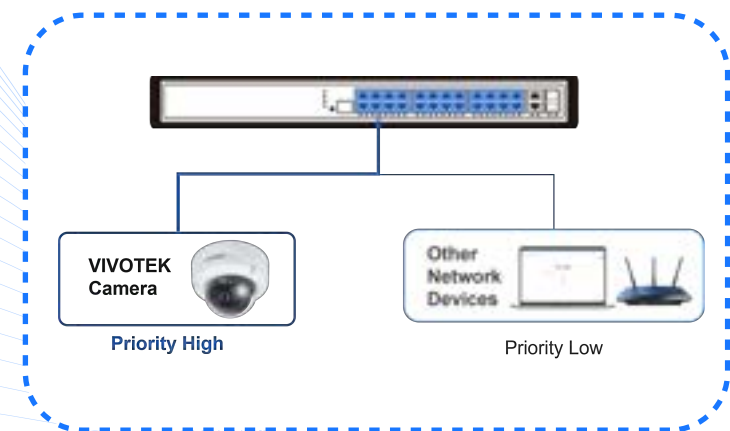 VIVOTEK
Camera
Priority High
Other
Network
Devices
Priority Low